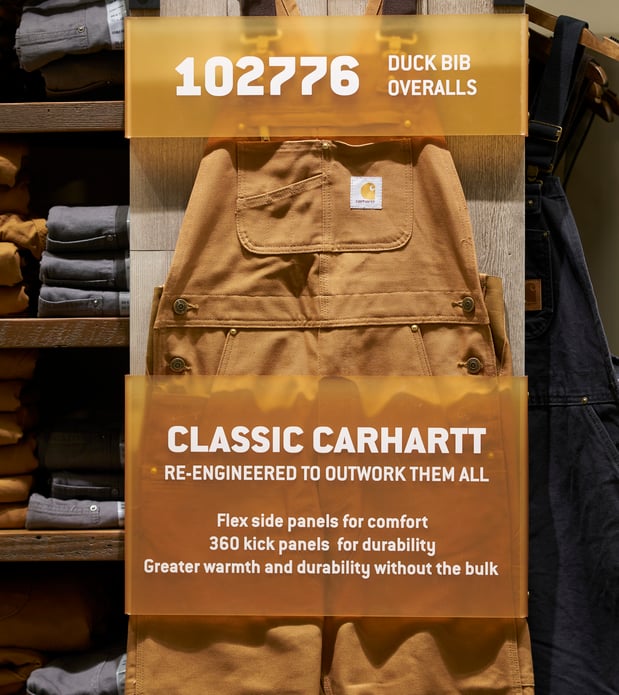 102776
DUCK BIB
OVERALLS
carhartt
CLASSIC CARHARTT
RE-ENGINEERED TO OUTWORK THEM ALL
Flex side panels for comfort
360 kick panels for durability
Greater warmth and durability without the bulk